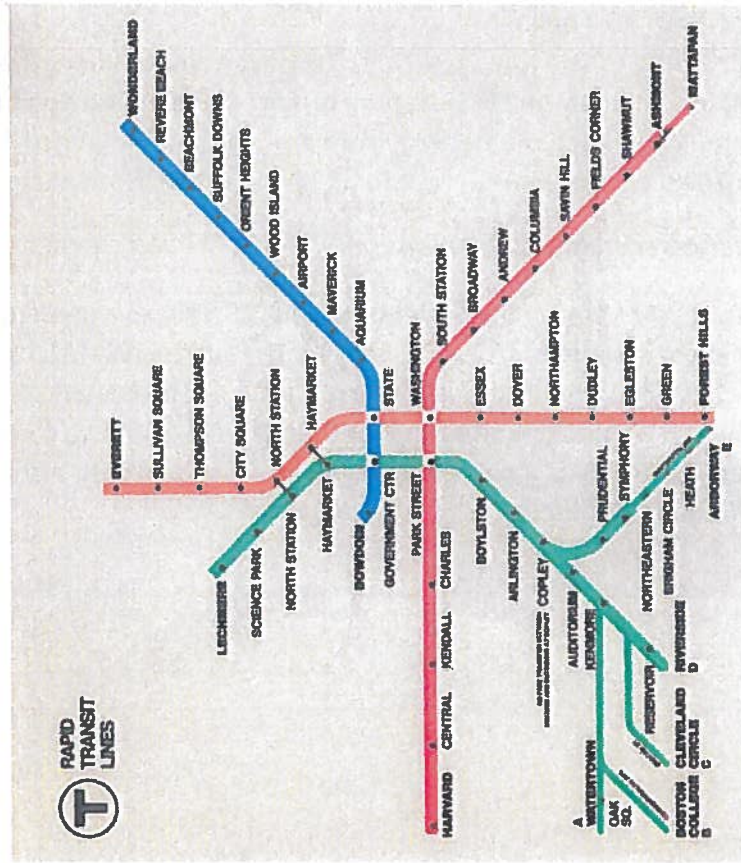 T
RAPID
TRANSIT
LINES
WONDERLAND
REVERE BEACH
BEACHMONT
SUFFOLK DOWNS
ORIENT HEIGHTS
WOOD ISLAND
AIRPORT
MAVERICK
AQUARIUM
STATE
GOVERNMENT CTR
BOWDOIN
EVERETT
SULLIVAN SQUARE
THOMPSON SQUARE
CITY SQUARE
NORTH STATION
HAYMARKET
WASHINGTON
ESSEX
DOVER
NORTHAMPTON
DUDLEY
EGLESTON
GREEN
FOREST HILLS
LECHMERE
SCIENCE PARK
NORTH STATION
HAYMARKET
PARK STREET
BOYLSTON
ARLINGTON
COPLEY
PRUDENTIAL
SYMPHONY
NORTHEASTERN
BRIGHAM CIRCLE
HEATH
ARBORWAY
E
AUDITORIUM
KENMORE
RESERVOIR
RIVERSIDE
D
CLEVELAND
CIRCLE
C
BOSTON
COLLEGE
B
A
WATERTOWN
OAK
SQ.
HARVARD
CENTRAL
KENDALL
CHARLES
SOUTH STATION
BROADWAY
ANDREW
COLUMBIA
SAVIN HILL
FIELDS CORNER
SHAWMUT
ASHMONT
MATTAPAN